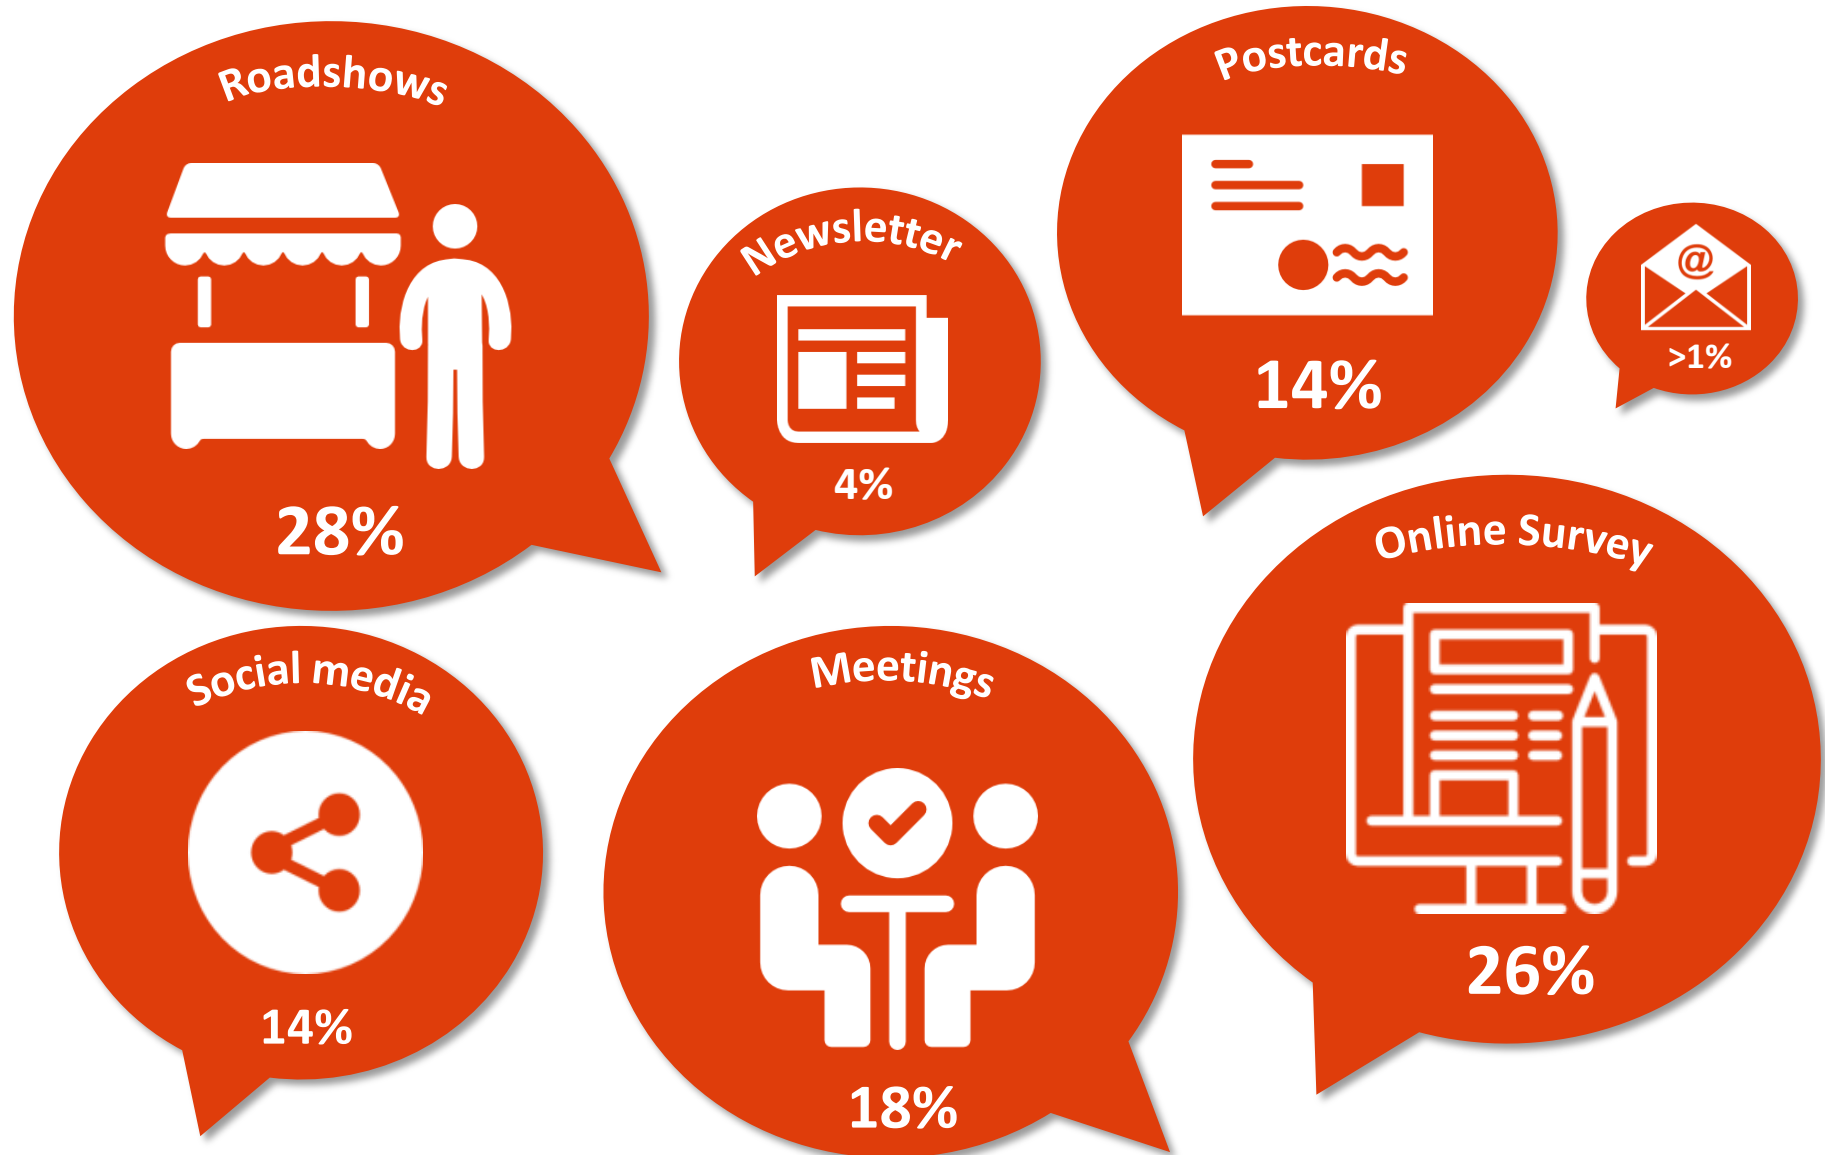 Roadshows
28%
Newsletter
4%
Postcards
14%
@
>1%
Social media
14%
Meetings
18%
Online Survey
26%